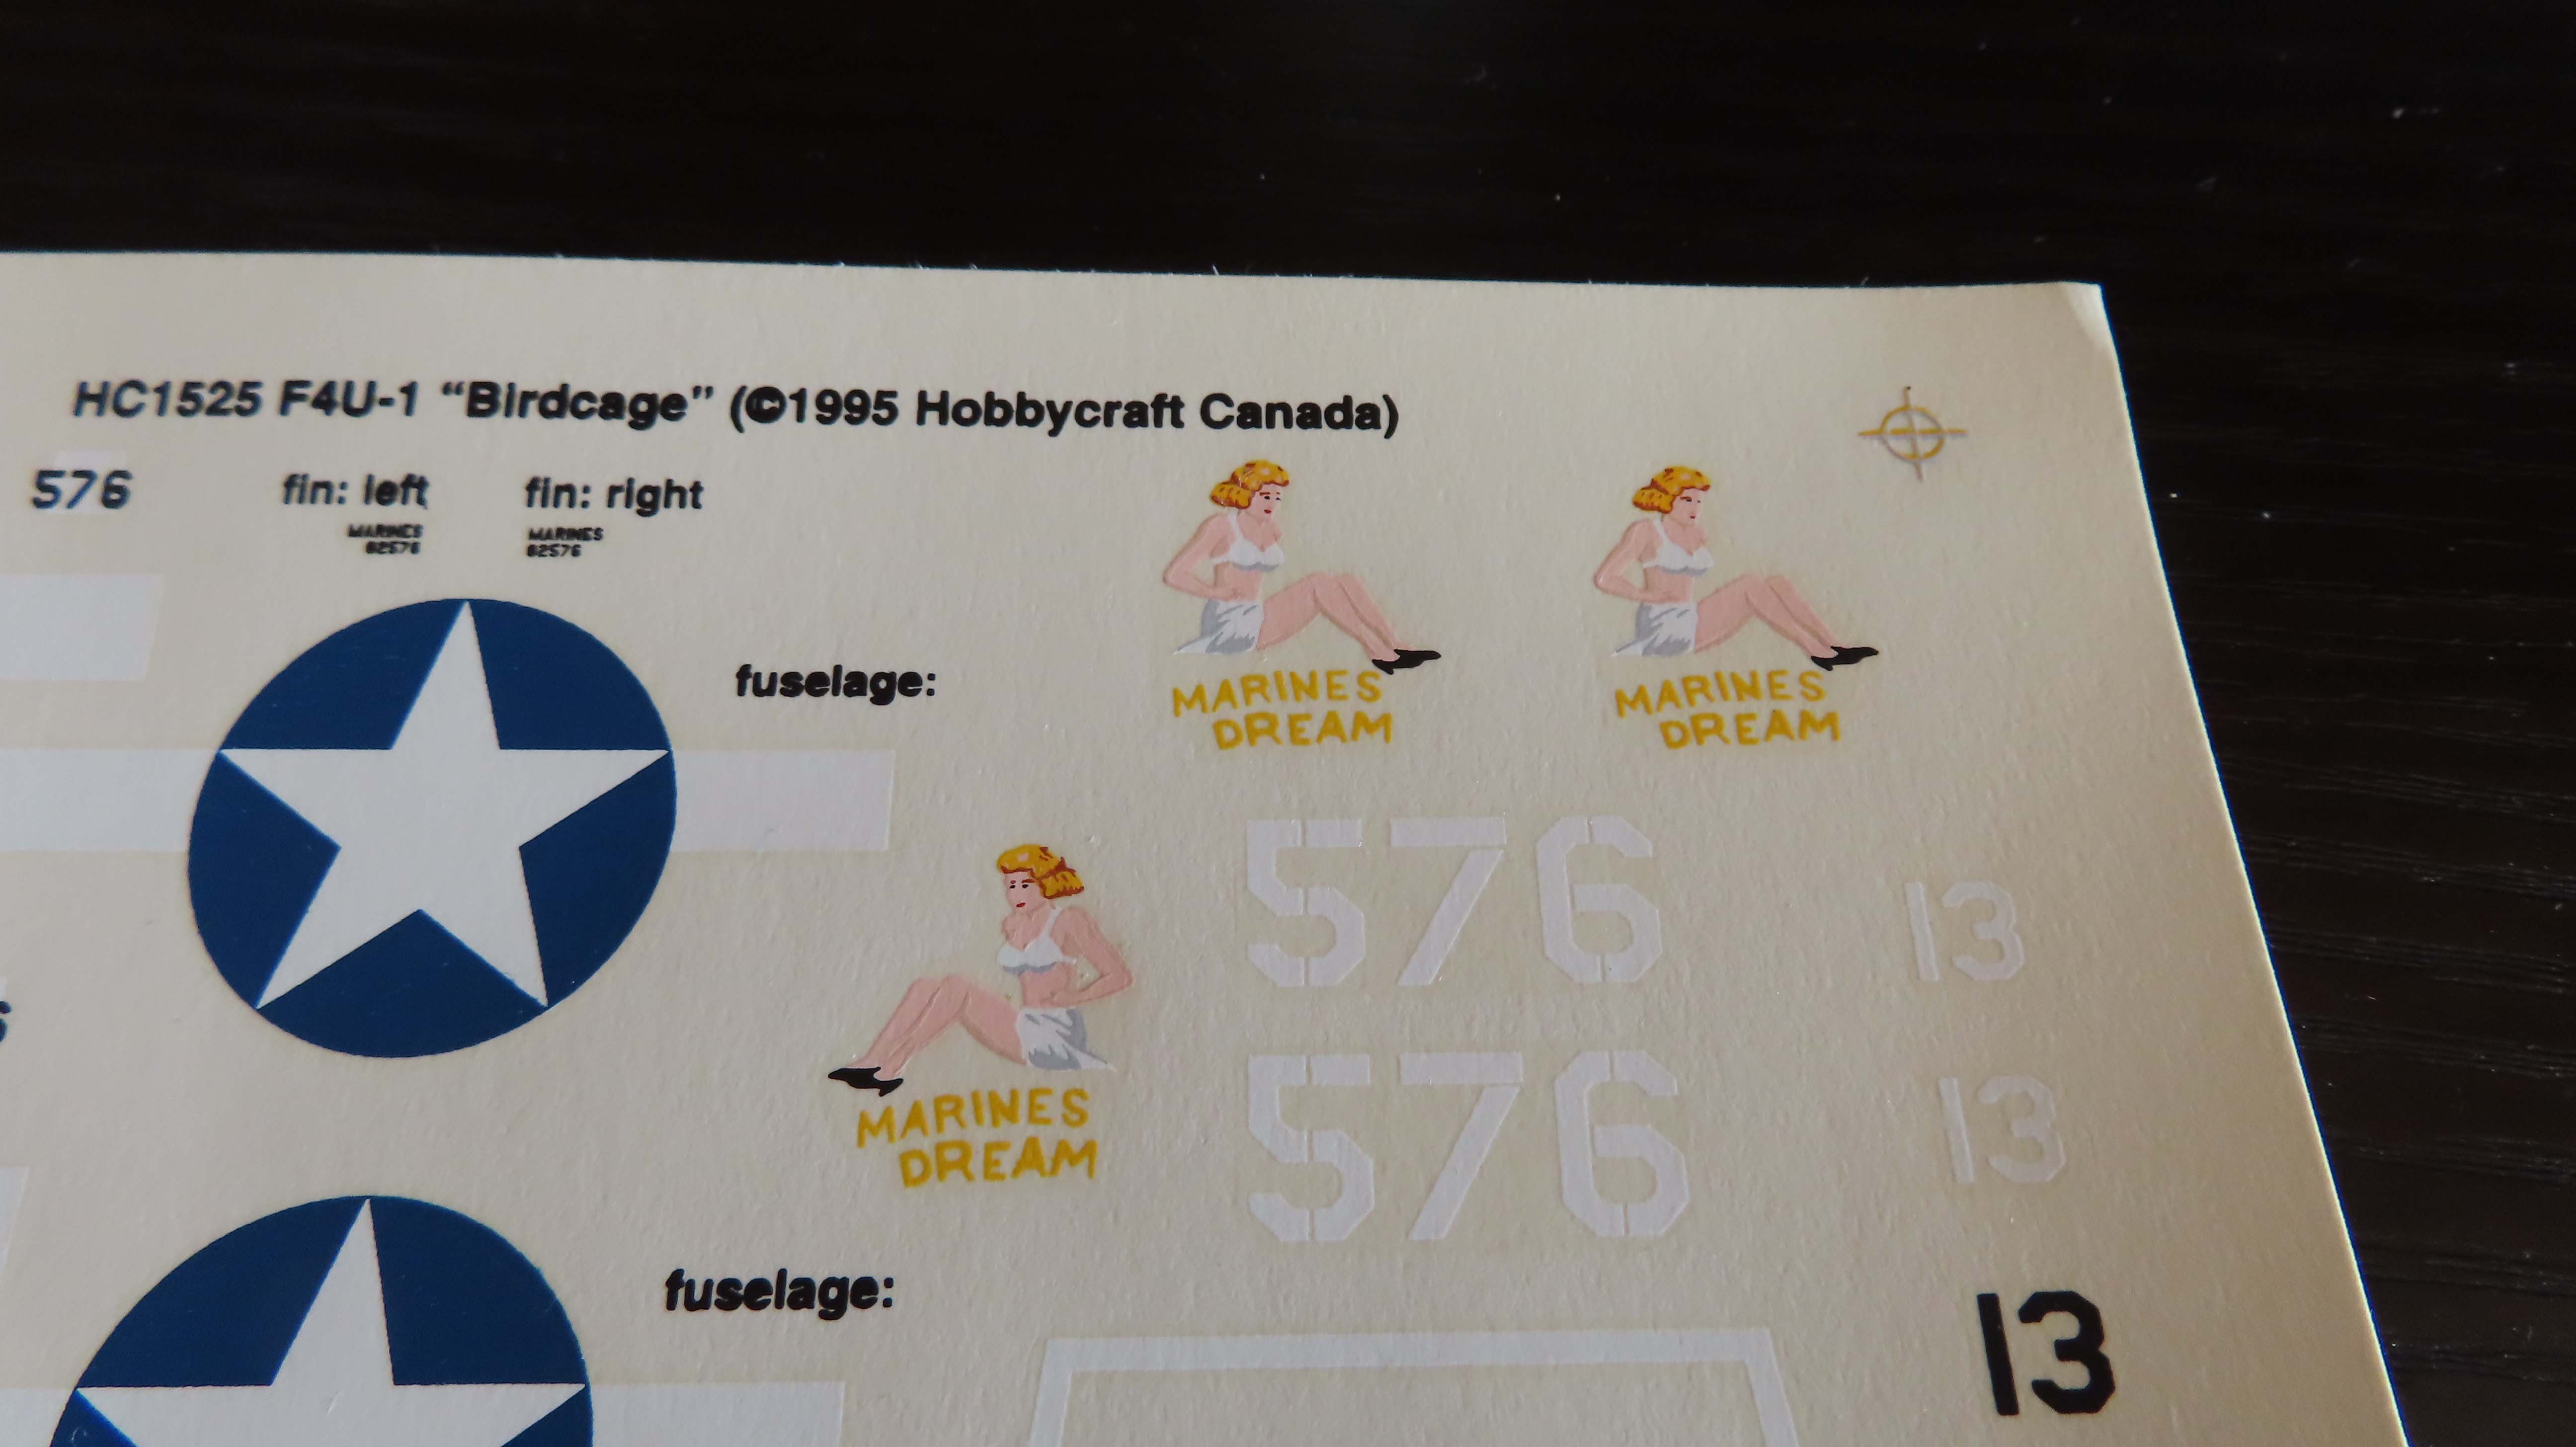 HC1525 F4U-1 “Birdcage” (©1995 Hobbycraft Canada)
576 fin: left fin: right
MARINES
02576
MARINES
02576
fuselage:
MARINES
DREAM
MARINES
DREAM
576
13
MARINES
DREAM
576
13
fuselage:
13